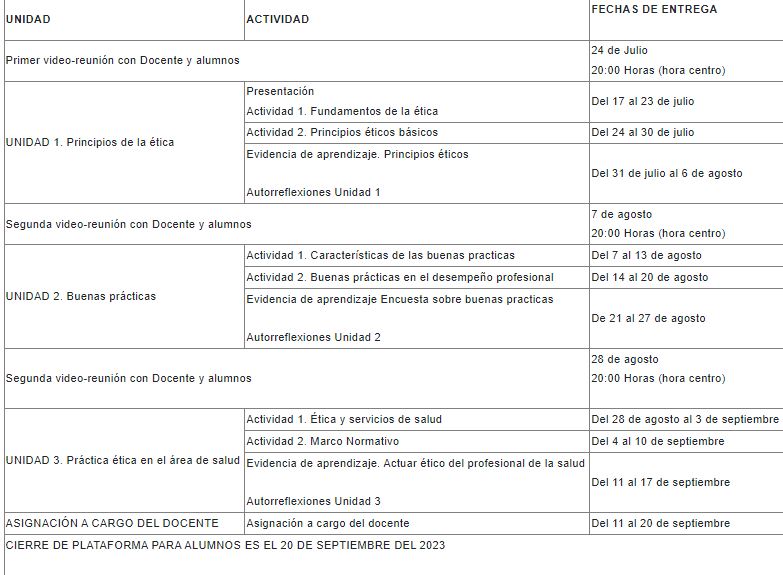 UNIDAD
ACTIVIDAD
FECHAS DE ENTREGA
Primer video-reunión con Docente y alumnos
24 de Julio
20:00 Horas (hora centro)
UNIDAD 1. Principios de la ética
Presentación
Actividad 1. Fundamentos de la ética
Del 17 al 23 de julio
Actividad 2. Principios éticos básicos
Del 24 al 30 de julio
Evidencia de aprendizaje. Principios éticos
Autorreflexiones Unidad 1
Del 31 de julio al 6 de agosto
Segunda video-reunión con Docente y alumnos
7 de agosto
20:00 Horas (hora centro)
UNIDAD 2. Buenas prácticas
Actividad 1. Características de las buenas practicas
Del 7 al 13 de agosto
Actividad 2. Buenas prácticas en el desempeño profesional
Del 14 al 20 de agosto
Evidencia de aprendizaje Encuesta sobre buenas practicas
Autorreflexiones Unidad 2
De 21 al 27 de agosto
Segunda video-reunión con Docente y alumnos
28 de agosto
20:00 Horas (hora centro)
UNIDAD 3. Práctica ética en el área de salud
Actividad 1. Ética y servicios de salud
Del 28 de agosto al 3 de septiembre
Actividad 2. Marco Normativo
Del 4 al 10 de septiembre
Evidencia de aprendizaje. Actuar ético del profesional de la salud
Autorreflexiones Unidad 3
Del 11 al 17 de septiembre
ASIGNACIÓN A CARGO DEL DOCENTE
Asignación a cargo del docente
Del 11 al 20 de septiembre
CIERRE DE PLATAFORMA PARA ALUMNOS ES EL 20 DE SEPTIEMBRE DEL 2023